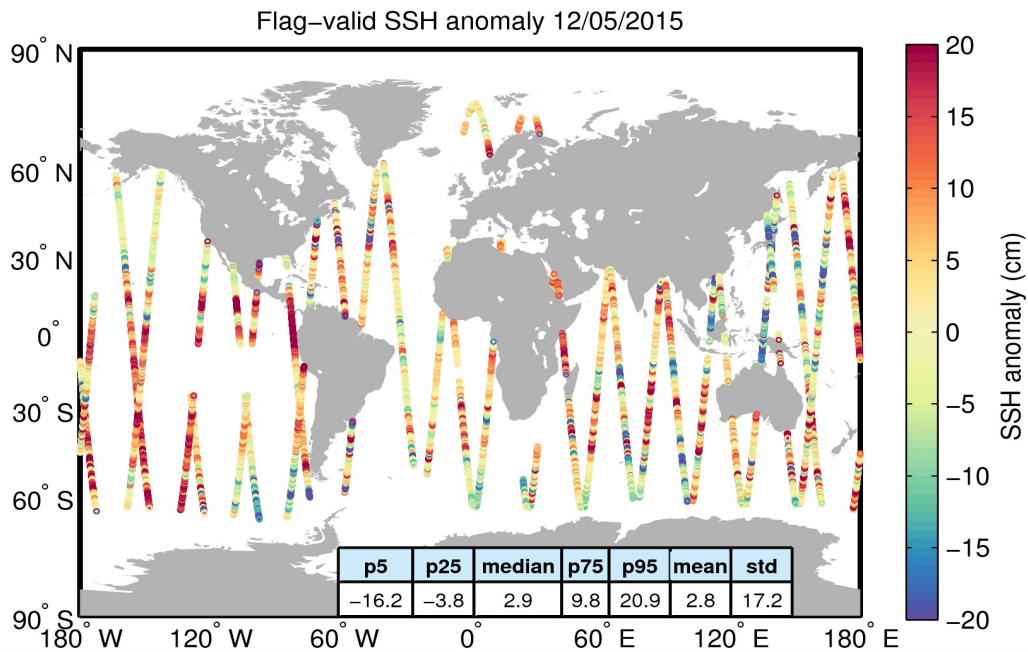 Flag−valid SSH anomaly 12/05/2015
90° N
60° N
30° N
0°
30° S
60° S
90° S
180° W
120° W
60° W
0°
60° E
120° E
180° E
p5 p25 median p75 p95 mean std
−16.2 −3.8 2.9 9.8 20.9 2.8 17.2
20
15
10
5
0
−5
−10
−15
−20
SSH anomaly (cm)